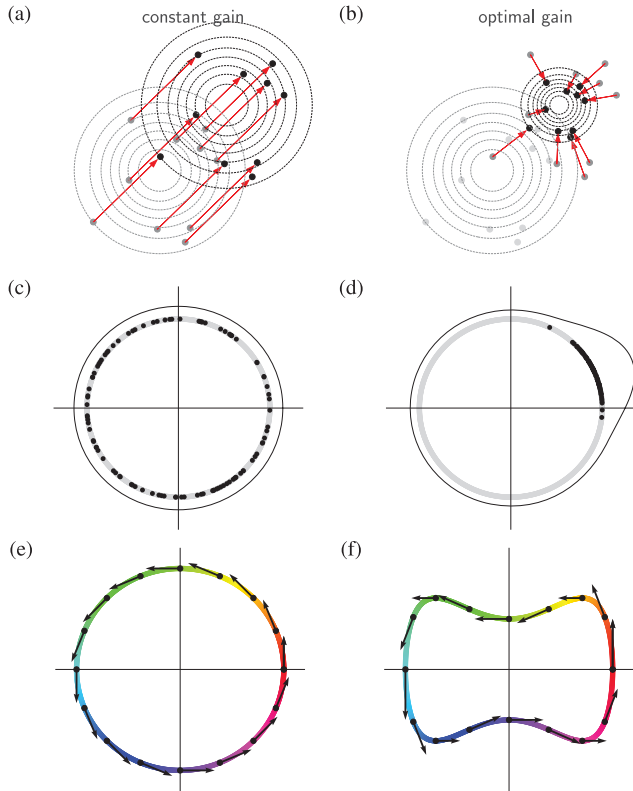 (a) constant gain
(b) optimal gain
(c)
(d)
(e)
(f)